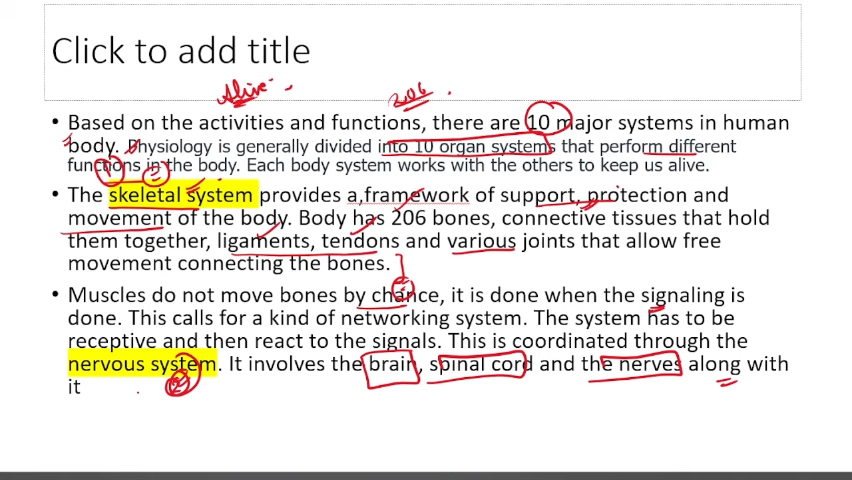 Click to add title
Alive
206
• Based on the activities and functions, there are 10 major systems in human
body. Physiology is generally divided into 10 organ systems that perform different
functions in the body. Each body system works with the others to keep us alive.
• The skeletal system provides a,framework of support, protection and
movement of the body. Body has 206 bones, connective tissues that hold
them together, ligaments, tendons and various joints that allow free
movement connecting the bones.
• Muscles do not move bones by chance, it is done when the signaling is
done. This calls for a kind of networking system. The system has to be
receptive and then react to the signals. This is coordinated through the
nervous system. It involves the brain, spinal cord and the nerves along with
it